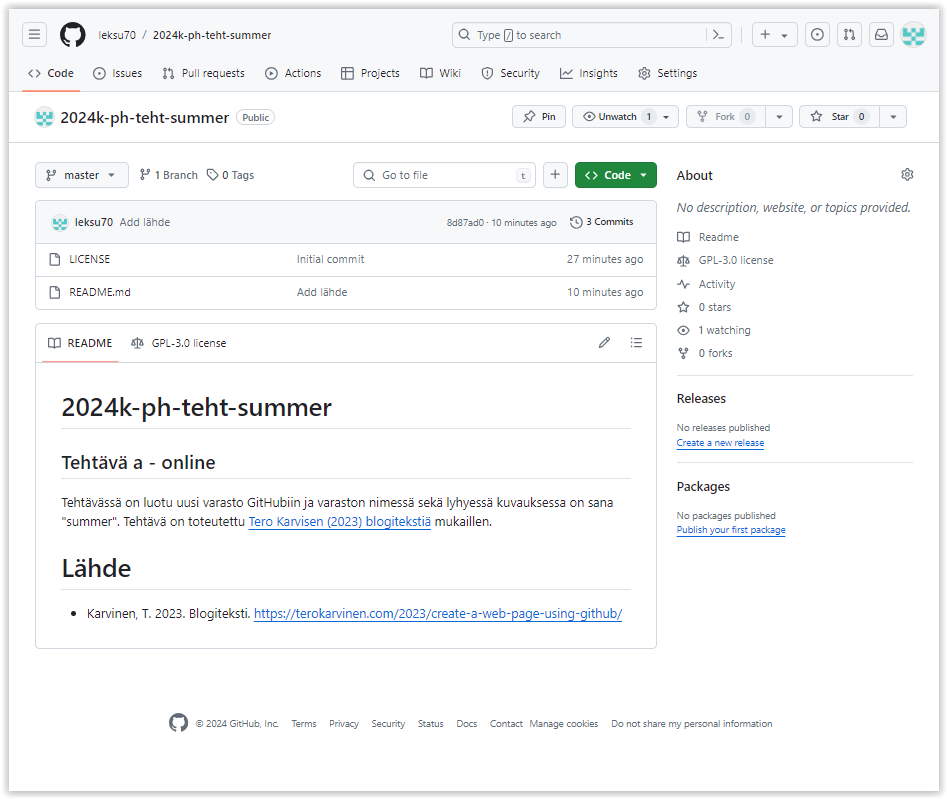 leksu70 / 2024k-ph-teht-summer
Type / to search
Code Issues Pull requests Actions Projects Wiki Security Insights Settings
2024k-ph-teht-summer Public
Pin Unwatch 1 Fork 0 Star 0
master 1 Branch 0 Tags Go to file t Code
leksu70 Add lähde 8d87ad0 · 10 minutes ago 3 Commits
LICENSE Initial commit 27 minutes ago
README.md Add lähde 10 minutes ago
README GPL-3.0 license
2024k-ph-teht-summer
Tehtävä a - online
Tehtävässä on luotu uusi varasto GitHubiin ja varaston nimessä sekä lyhyessä kuvauksessa on sana
"summer". Tehtävä on toteutettu Tero Karvisen (2023) blogitekstiä mukaillen.
Lähde
Karvinen, T. 2023. Blogiteksti. https://terokarvinen.com/2023/create-a-web-page-using-github/
About
No description, website, or topics provided.
Readme
GPL-3.0 license
Activity
0 stars
1 watching
0 forks
Releases
No releases published
Create a new release
Packages
No packages published
Publish your first package
© 2024 GitHub, Inc. Terms Privacy Security Status Docs Contact Manage cookies Do not share my personal information